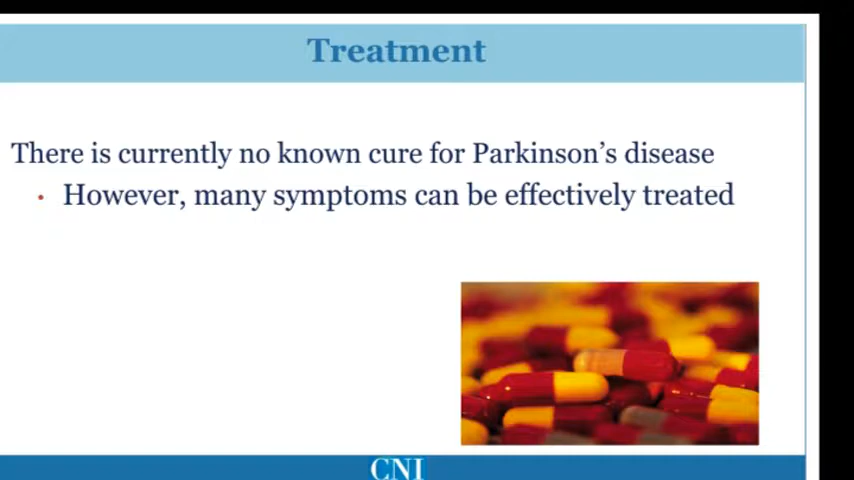 Treatment
There is currently no known cure for Parkinson's disease
• However, many symptoms can be effectively treated
CNI